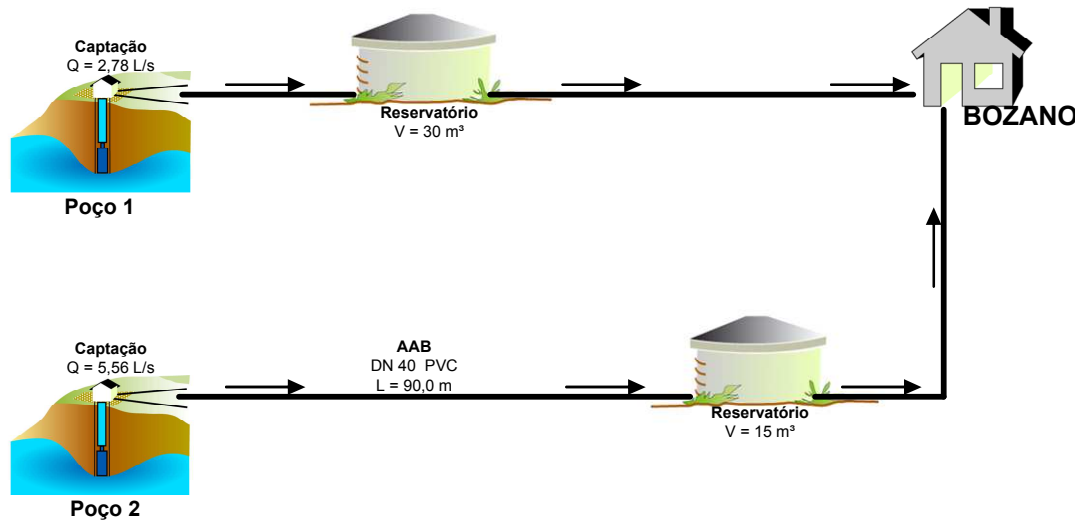 Captação
Q = 2,78 L/s
Poço 1
Reservatório
V = 30 m³
BOZANO
Captação
Q = 5,56 L/s
Poço 2
AAB
DN 40 PVC
L = 90,0 m
Reservatório
V = 15 m³